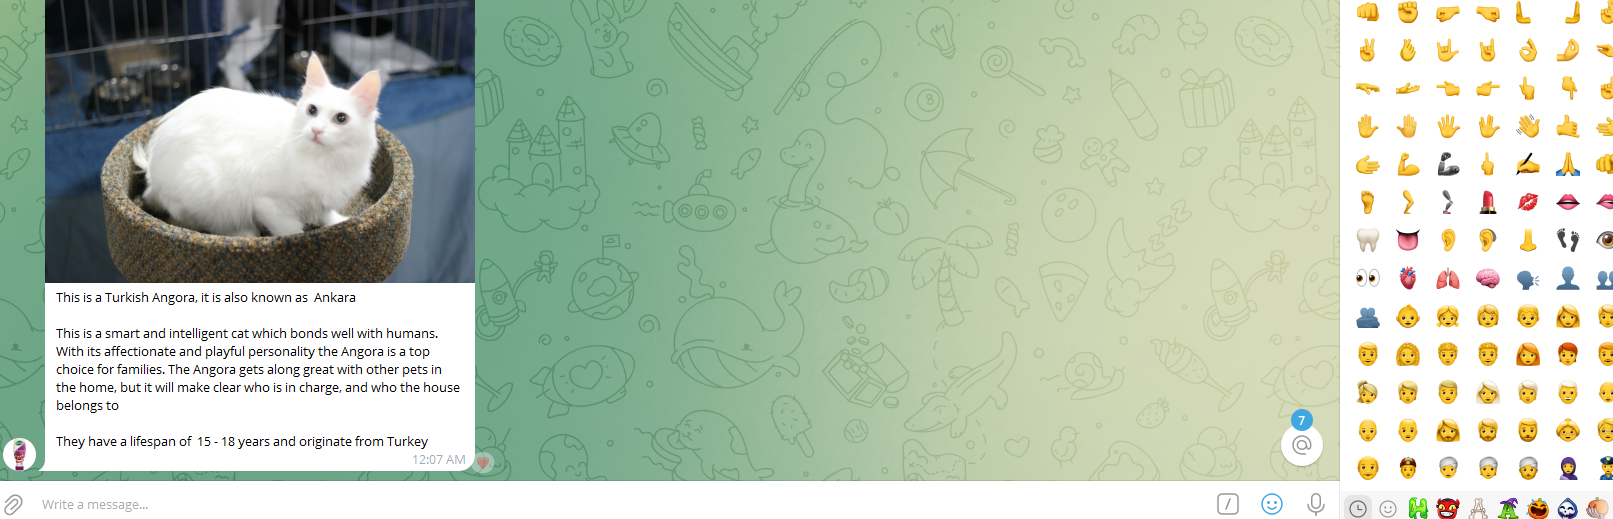 This is a Turkish Angora, it is also known as  Ankara
This is a smart and intelligent cat which bonds well with humans.
With its affectionate and playful personality the Angora is a top
choice for families. The Angora gets along great with other pets in
the home, but it will make clear who is in charge, and who the house
belongs to
They have a lifespan of  15 - 18 years and originate from Turkey
12:07 AM
7
@
Write a message...
/